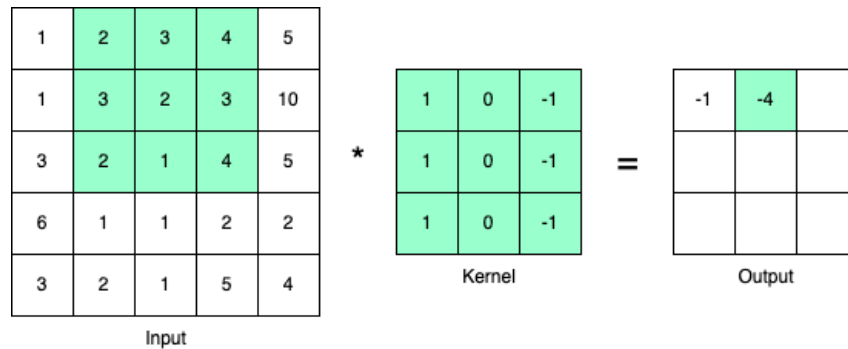 1 2 3 4 5
1 3 2 3 10
3 2 1 4 5
6 1 1 2 2
3 2 1 5 4
Input
*
1 0 -1
1 0 -1
1 0 -1
Kernel
=
-1 -4
Output